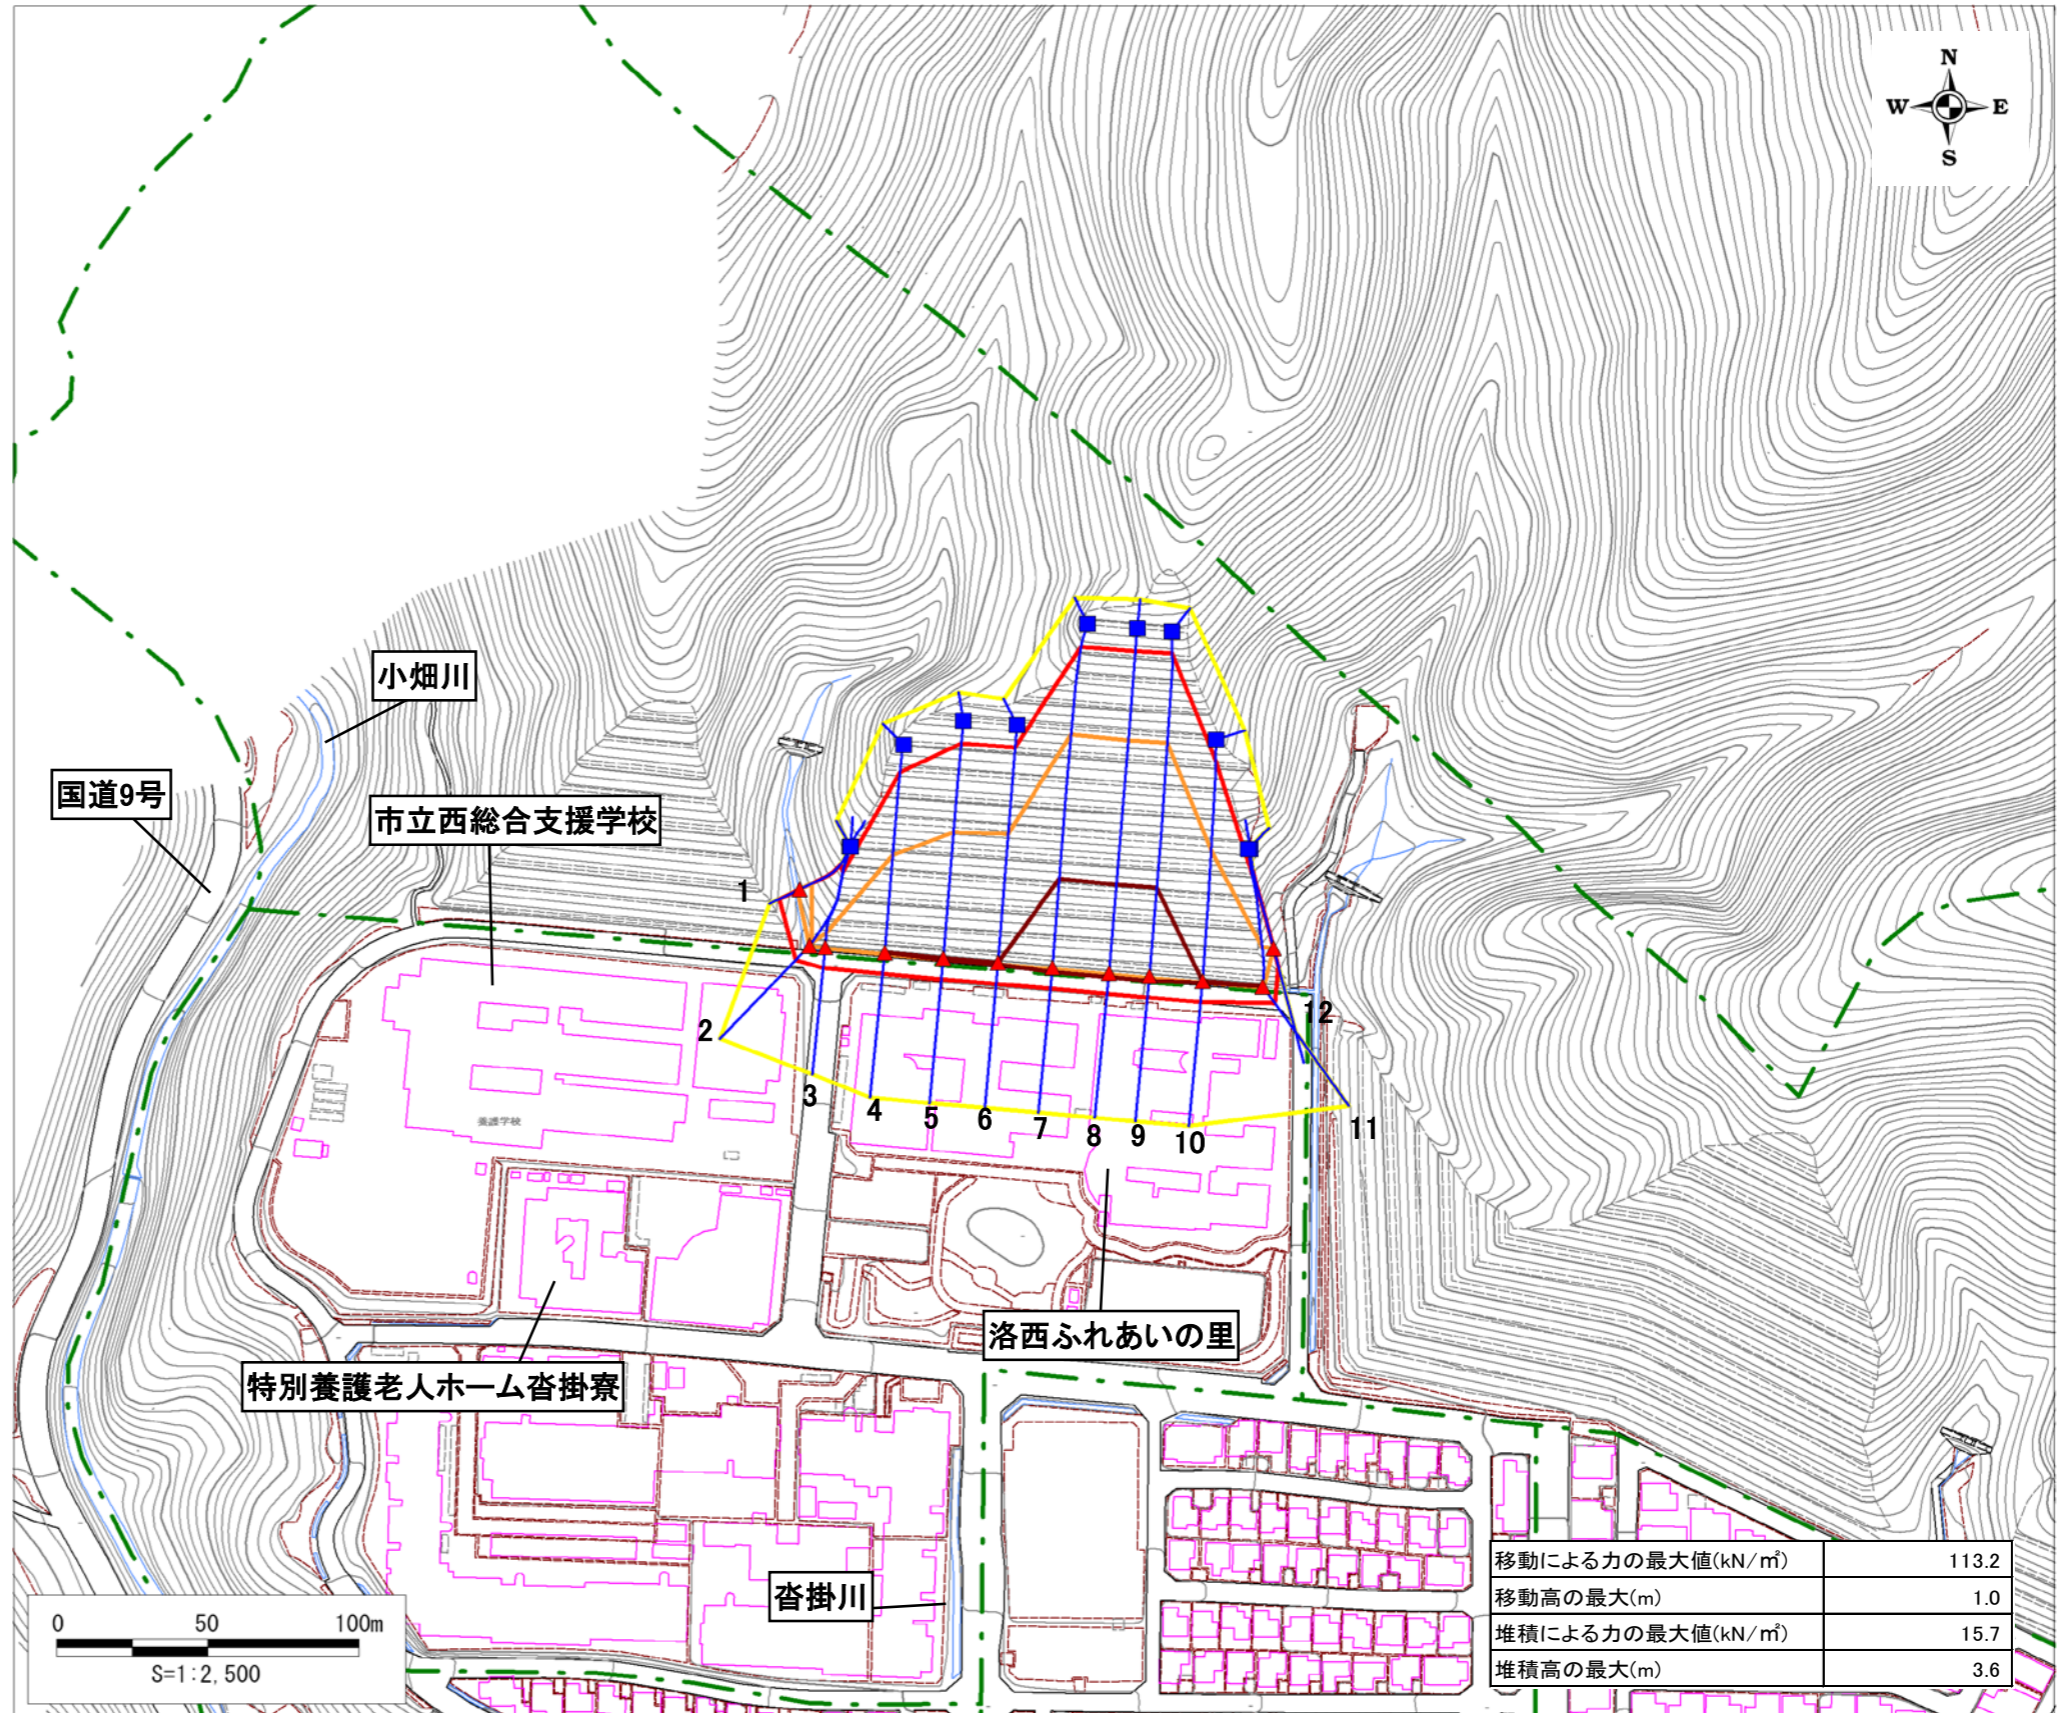 N
W E
S
小畑川
国道9号
市立西総合支援学校
1
2
3
4
5
6
7
8
9
10
11
12
養護学校
洛西ふれあいの里
特別養護老人ホーム沓掛寮
沓掛川
0 50 100m
S=1:2,500
移動による力の最大値(kN/㎡) 113.2
移動高の最大(m) 1.0
堆積による力の最大値(kN/㎡) 15.7
堆積高の最大(m) 3.6